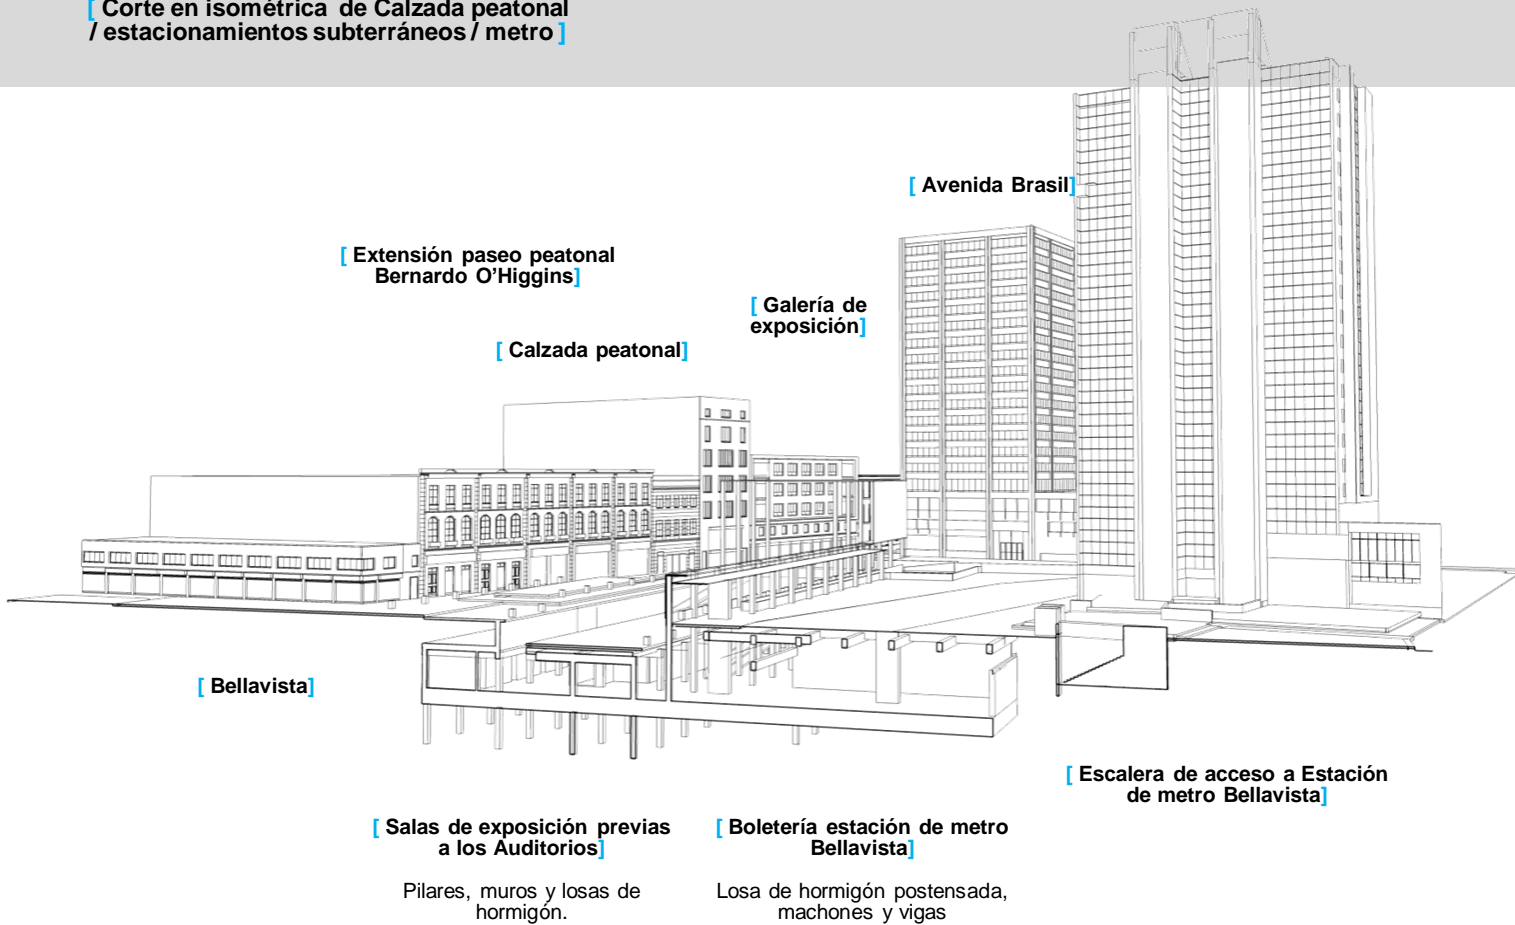 [ Corte en isométrica de Calzada peatonal
/ estacionamientos subterráneos / metro ]
[ Avenida Brasil]
[ Extensión paseo peatonal
Bernardo O'Higgins]
[ Galería de
exposición]
[ Calzada peatonal]
[ Bellavista]
[ Escalera de acceso a Estación
de metro Bellavista]
[ Salas de exposición previas
a los Auditorios]
Pilares, muros y losas de
hormigón.
[ Boletería estación de metro
Bellavista]
Losa de hormigón postensada,
machones y vigas